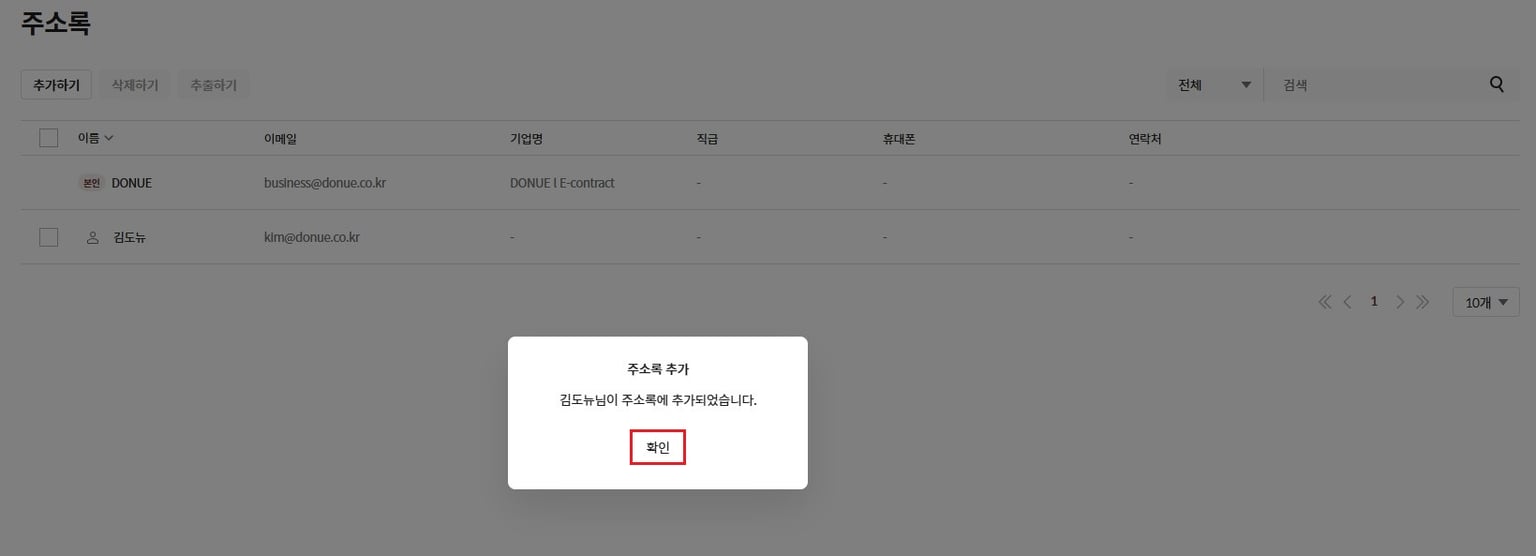 주소록
추가하기 삭제하기 추출하기 전체 검색
이름 이메일 기업명 직급 휴대폰 연락처
본인 DONUE business@donue.co.kr DONUE l E-contract - - -
김도뉴 kim@donue.co.kr - - - -
1 10개
주소록 추가
김도뉴님이 주소록에 추가되었습니다.
확인